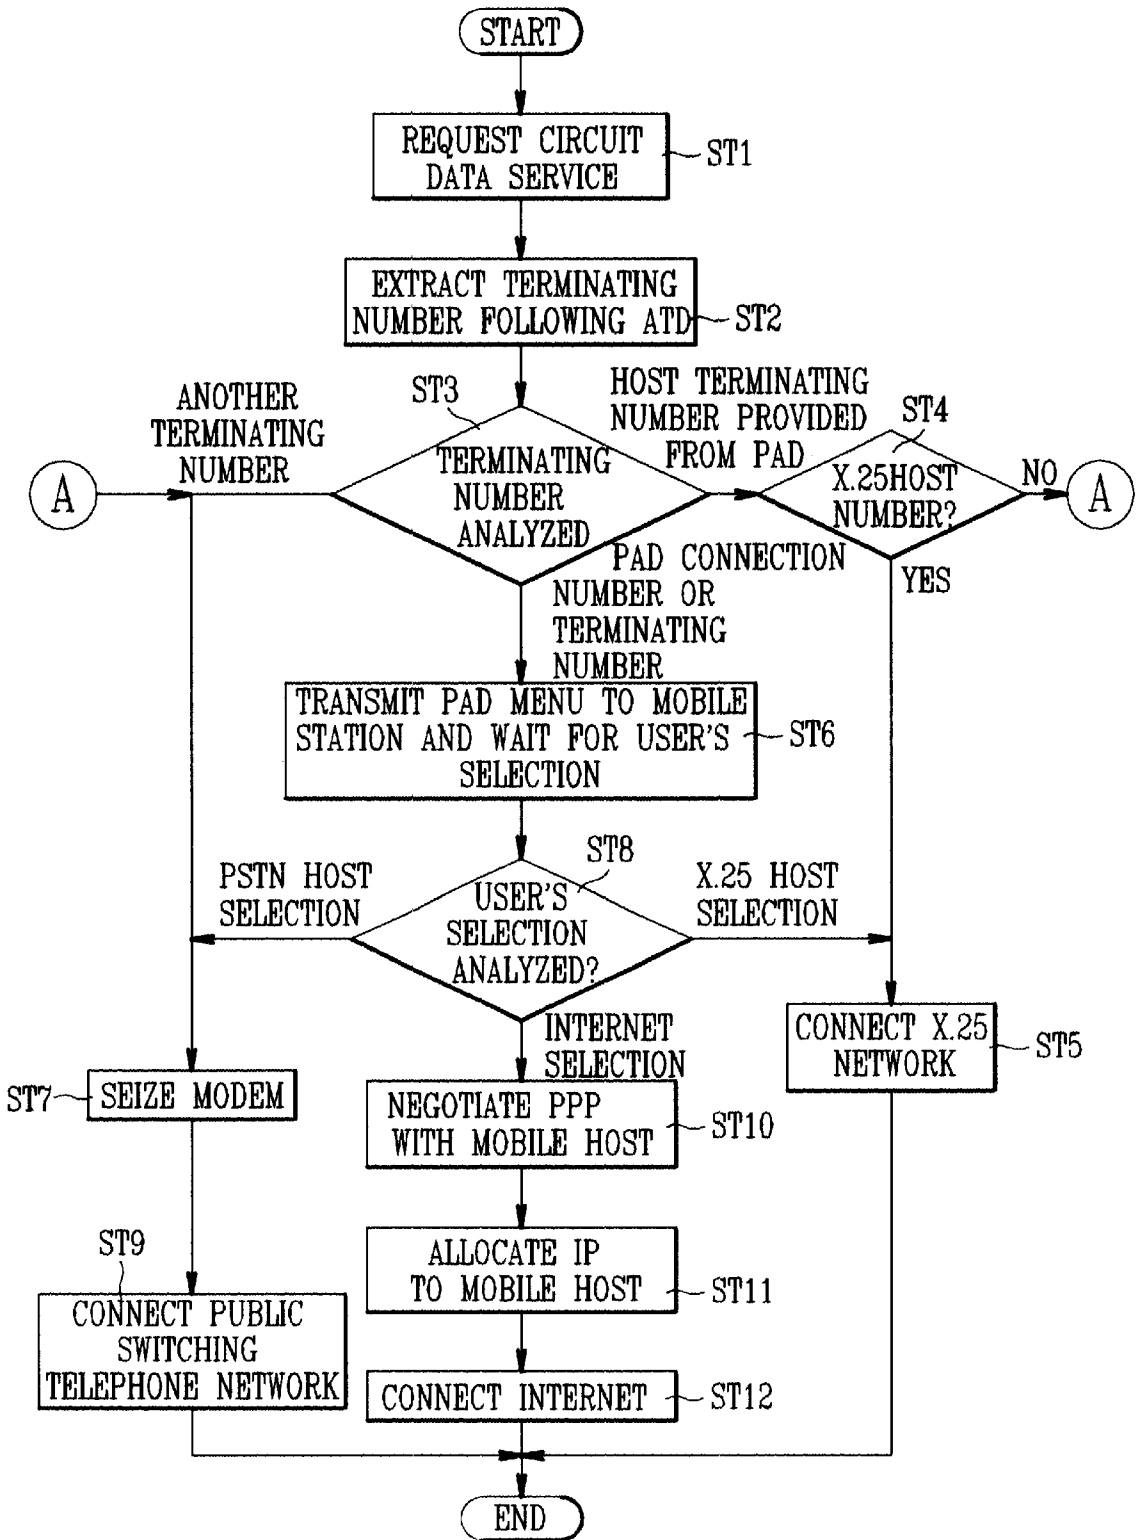 START
REQUEST CIRCUIT
DATA SERVICE
ST1
EXTRACT TERMINATING
NUMBER FOLLOWING ATD
ST2
ANOTHER
TERMINATING
NUMBER
ST3
HOST TERMINATING
NUMBER PROVIDED
FROM PAD
ST4
A
TERMINATING
NUMBER
ANALYZED
X.25HOST
NUMBER?
NO
A
PAD CONNECTION
NUMBER OR
TERMINATING
NUMBER
YES
TRANSMIT PAD MENU TO MOBILE
STATION AND WAIT FOR USER'S
SELECTION
ST6
PSTN HOST
SELECTION
ST8
USER'S
SELECTION
ANALYZED?
X.25 HOST
SELECTION
INTERNET
SELECTION
CONNECT X.25
NETWORK
ST5
ST7
SEIZE MODEM
NEGOTIATE PPP
WITH MOBILE HOST
ST10
ST9
CONNECT PUBLIC
SWITCHING
TELEPHONE NETWORK
ALLOCATE IP
TO MOBILE HOST
ST11
CONNECT INTERNET
ST12
END